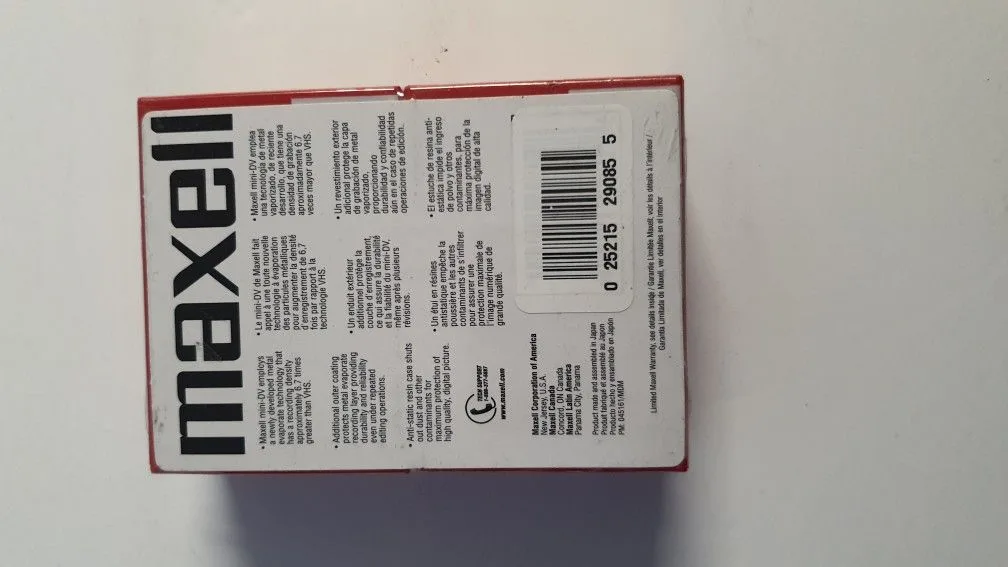 maxell
• Maxell mini-DV employs
a newly developed metal
evaporate technology that
has a recording density
approximately 6.7 times
greater than VHS.
• Additional outer coating
protects metal evaporate
recording layer providing
durability and reliability
even under repeated
editing operations.
• Anti-static resin case shuts
out dust and other
contaminants for
maximum protection of
high quality, digital picture.
TECH SUPPORT
1-800-377-5887
www.maxell.com
• Le mini-DV de Maxell fait
appel à une toute nouvelle
technologie à évaporation
des particules métalliques
pour augmenter la densité
d'enregistrement de 6,7
fois par rapport à la
technologie VHS.
• Un enduit extérieur
additionnel protège la
couche d'enregistrement,
ce qui assure la durabilité
et la fiabilité du mini-DV,
même après plusieurs
révisions.
• Un étui en résines
antistatique empêche la
poussière et les autres
contaminants de s'infiltrer
pour assurer une
protection maximale de
l'image numérique de
grande qualité.
• Maxell mini-DV emplea
una tecnología de metal
vaporizado, de reciente
desarrollo, que tiene una
densidad de grabación
aproximadamente 6.7
veces mayor que VHS.
• Un revestimiento exterior
adicional protege la capa
de grabación de metal
vaporizado,
proporcionando
durabilidad y confiabilidad
aún en el caso de repetidas
operaciones de edición.
• El estuche de resina anti-
estática impide el ingreso
de polvo y otros
contaminantes, para
máxima protección de la
imagen digital de alta
calidad.
Maxell Corporation of America
New Jersey, U.S.A.
Maxell Canada
Concord, ON Canada
Maxell Latin America
Panama City, Panama
Product made and assembled in Japan
Produit fabriqué et assemblé au Japon
Producto hecho y ensamblado en Japón
PM: 045161/MDM
0 25215 29085 5
Limited Maxell Warranty, see details inside / Garantie Limitée Maxell, voir les détails à l'intérieur /
Garantía Limitada de Maxell, ver detalles en el interior